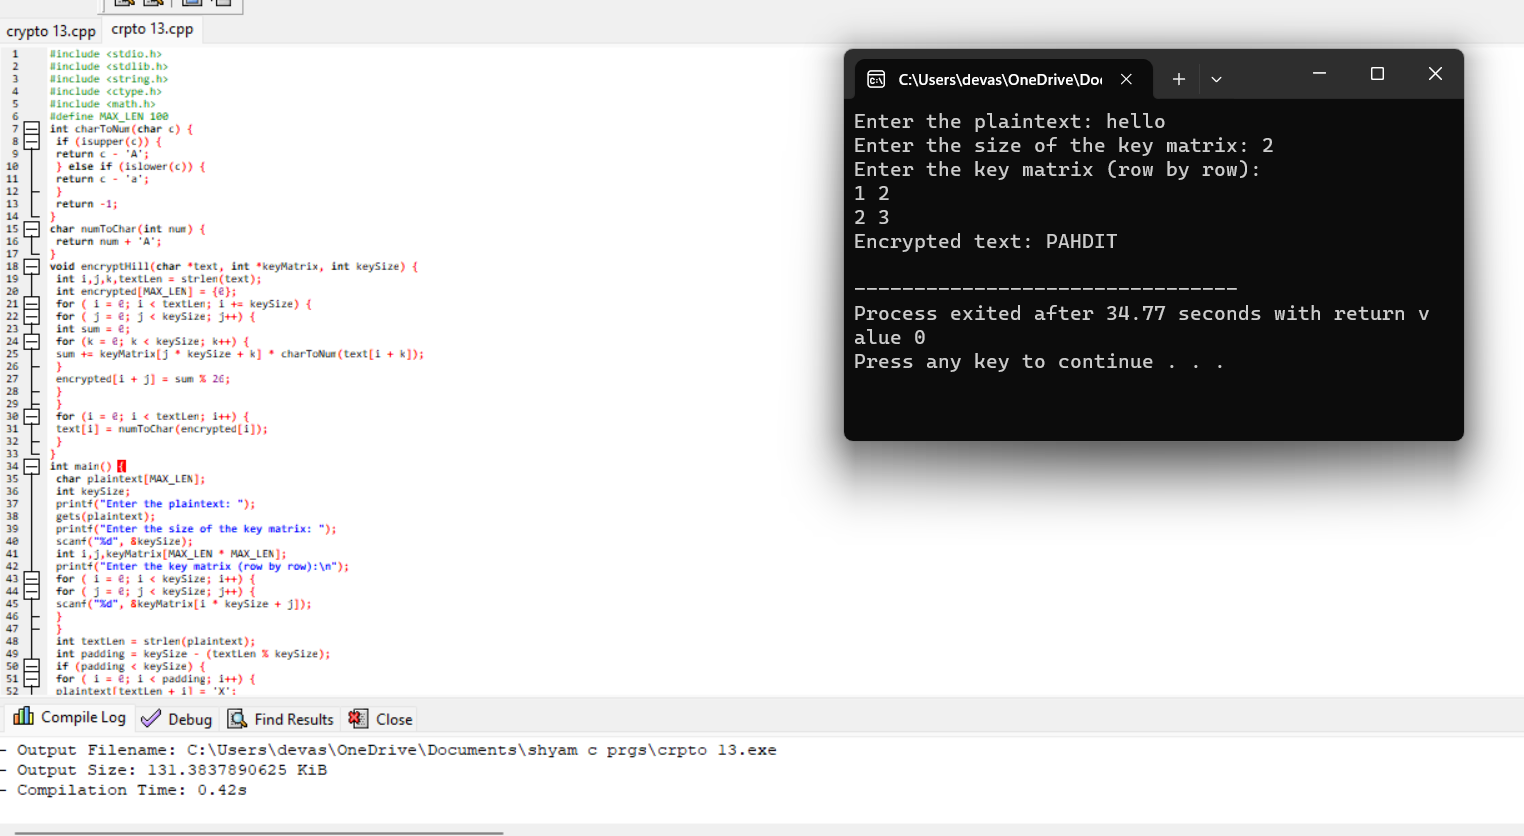 crypto 13.cpp
crpto 13.cpp
1 #include <stdio.h>
2 #include <stdlib.h>
3 #include <string.h>
4 #include <ctype.h>
5 #include <math.h>
6 #define MAX_LEN 100
7 int charToNum(char c) {
8 if (isupper(c)) {
9 return c - 'A';
10 } else if (islower(c)) {
11 return c - 'a';
12 }
13 return -1;
14 }
15 char numToChar(int num) {
16 return num + 'A';
17 }
18 void encryptHill(char *text, int *keyMatrix, int keySize) {
19 int i,j,k,textLen = strlen(text);
20 int encrypted[MAX_LEN] = {0};
21 for ( i = 0; i < textLen; i += keySize) {
22 for ( j = 0; j < keySize; j++) {
23 int sum = 0;
24 for (k = 0; k < keySize; k++) {
25 sum += keyMatrix[j * keySize + k] * charToNum(text[i + k]);
26 }
27 encrypted[i + j] = sum % 26;
28 }
29 }
30 for (i = 0; i < textLen; i++) {
31 text[i] = numToChar(encrypted[i]);
32 }
33 }
34 int main() {
35 char plaintext[MAX_LEN];
36 int keySize;
37 printf("Enter the plaintext: ");
38 gets(plaintext);
39 printf("Enter the size of the key matrix: ");
40 scanf("%d", &keySize);
41 int i,j,keyMatrix[MAX_LEN * MAX_LEN];
42 printf("Enter the key matrix (row by row):\n");
43 for ( i = 0; i < keySize; i++) {
44 for ( j = 0; j < keySize; j++) {
45 scanf("%d", &keyMatrix[i * keySize + j]);
46 }
47 }
48 int textLen = strlen(plaintext);
49 int padding = keySize - (textLen % keySize);
50 if (padding < keySize) {
51 for ( i = 0; i < padding; i++) {
52 plaintext[textLen + i] = 'X';
C:\Users\devas\OneDrive\Do
Enter the plaintext: hello
Enter the size of the key matrix: 2
Enter the key matrix (row by row):
1 2
2 3
Encrypted text: PAHDIT
--------------------------------
Process exited after 34.77 seconds with return v
alue 0
Press any key to continue . . .
Compile Log
Debug
Find Results
Close
- Output Filename: C:\Users\devas\OneDrive\Documents\shyam c prgs\crpto 13.exe
- Output Size: 131.3837890625 KiB
- Compilation Time: 0.42s